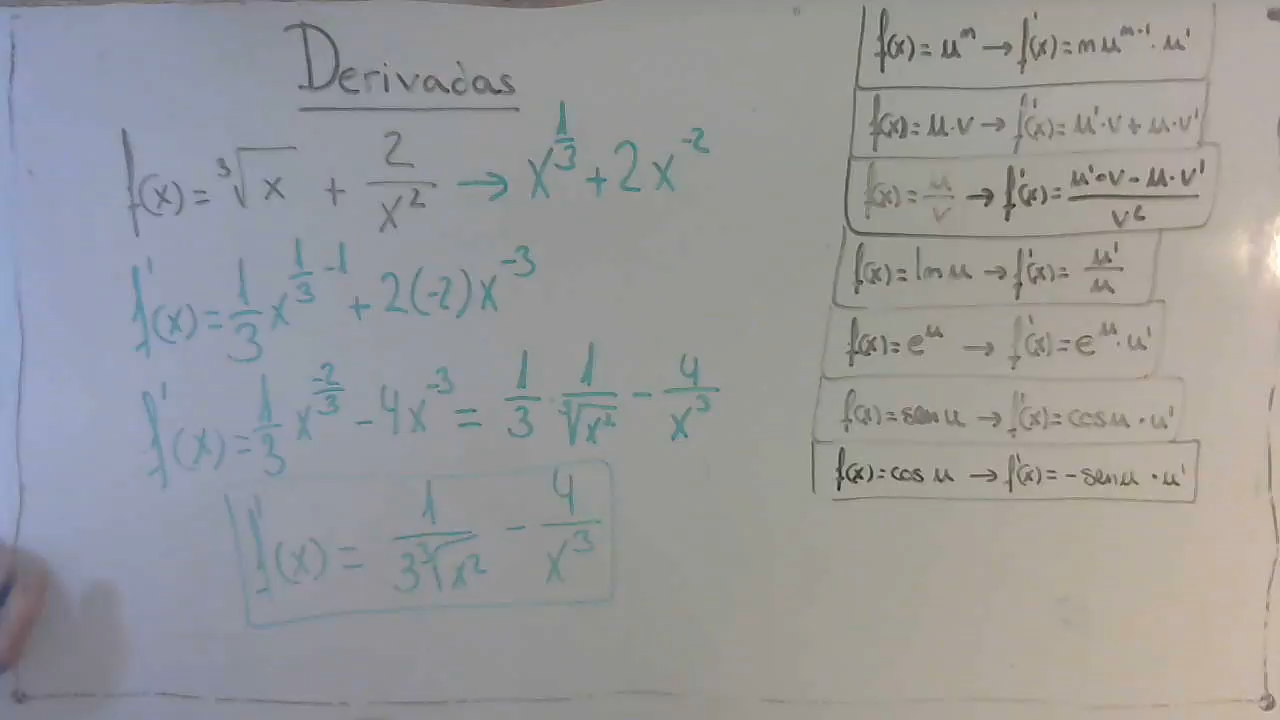 Derivadas
f(x) = ∛x + 2/x² → x^(1/3) + 2x^(-2)
f'(x) = 1/3 x^(1/3 - 1) + 2(-2)x^(-3)
f'(x) = 1/3 x^(-2/3) - 4x^(-3) = 1/3 · 1/∛x² - 4/x³
f'(x) = 1/(3∛x²) - 4/x³
f(x) = u^m → f'(x) = m u^(m-1) · u'
f(x) = u · v → f'(x) = u' · v + u · v'
f(x) = u/v → f'(x) = (u' · v - u · v')/v²
f(x) = ln u → f'(x) = u'/u
f(x) = e^u → f'(x) = e^u · u'
f(x) = sen u → f'(x) = cos u · u'
f(x) = cos u → f'(x) = -sen u · u'